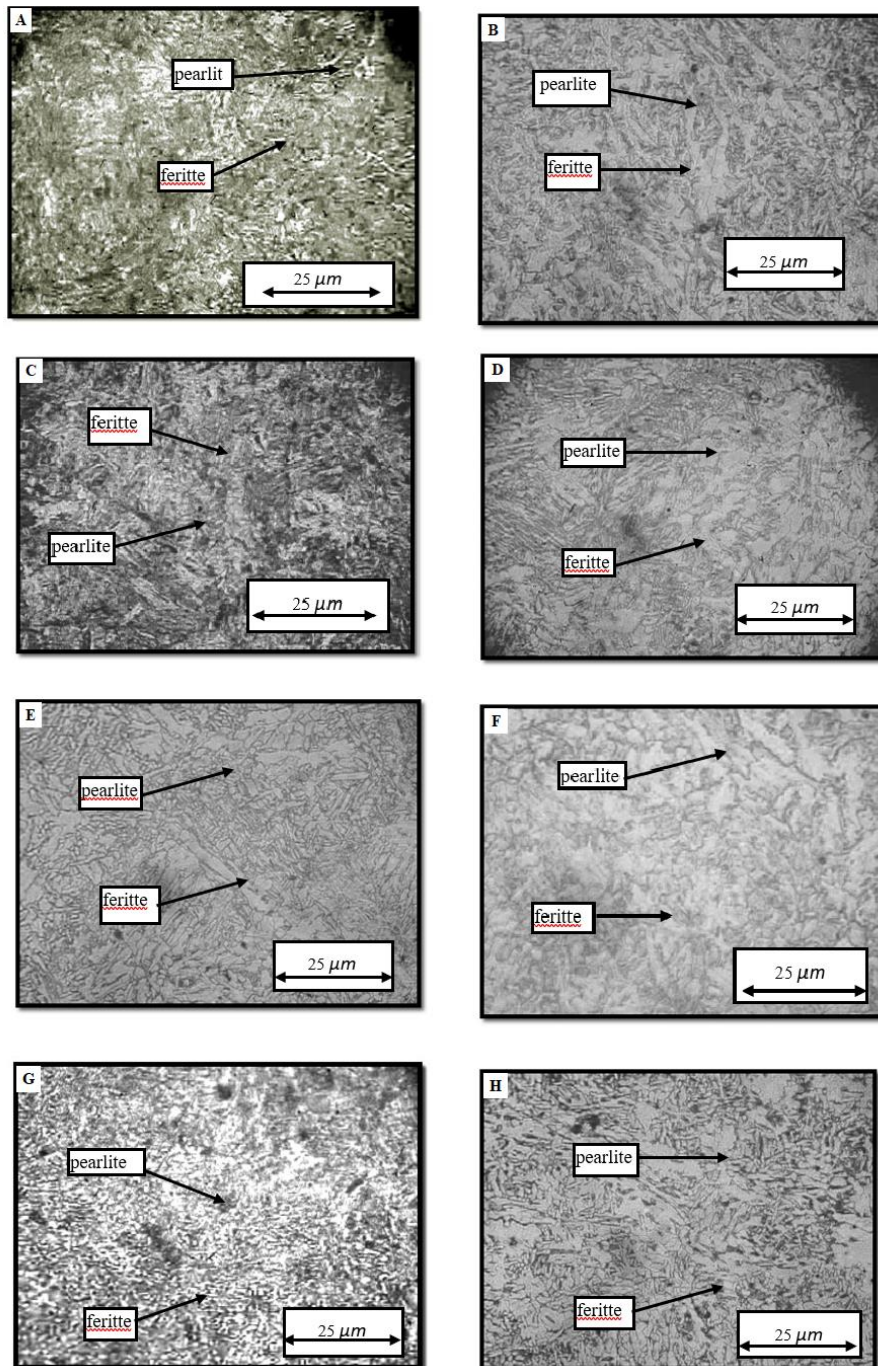 A
pearlit
feritte
25 μm
B
pearlite
feritte
25 μm
C
feritte
pearlite
25 μm
D
pearlite
feritte
25 μm
E
pearlite
feritte
25 μm
F
pearlite
feritte
25 μm
G
pearlite
feritte
25 μm
H
pearlite
feritte
25 μm